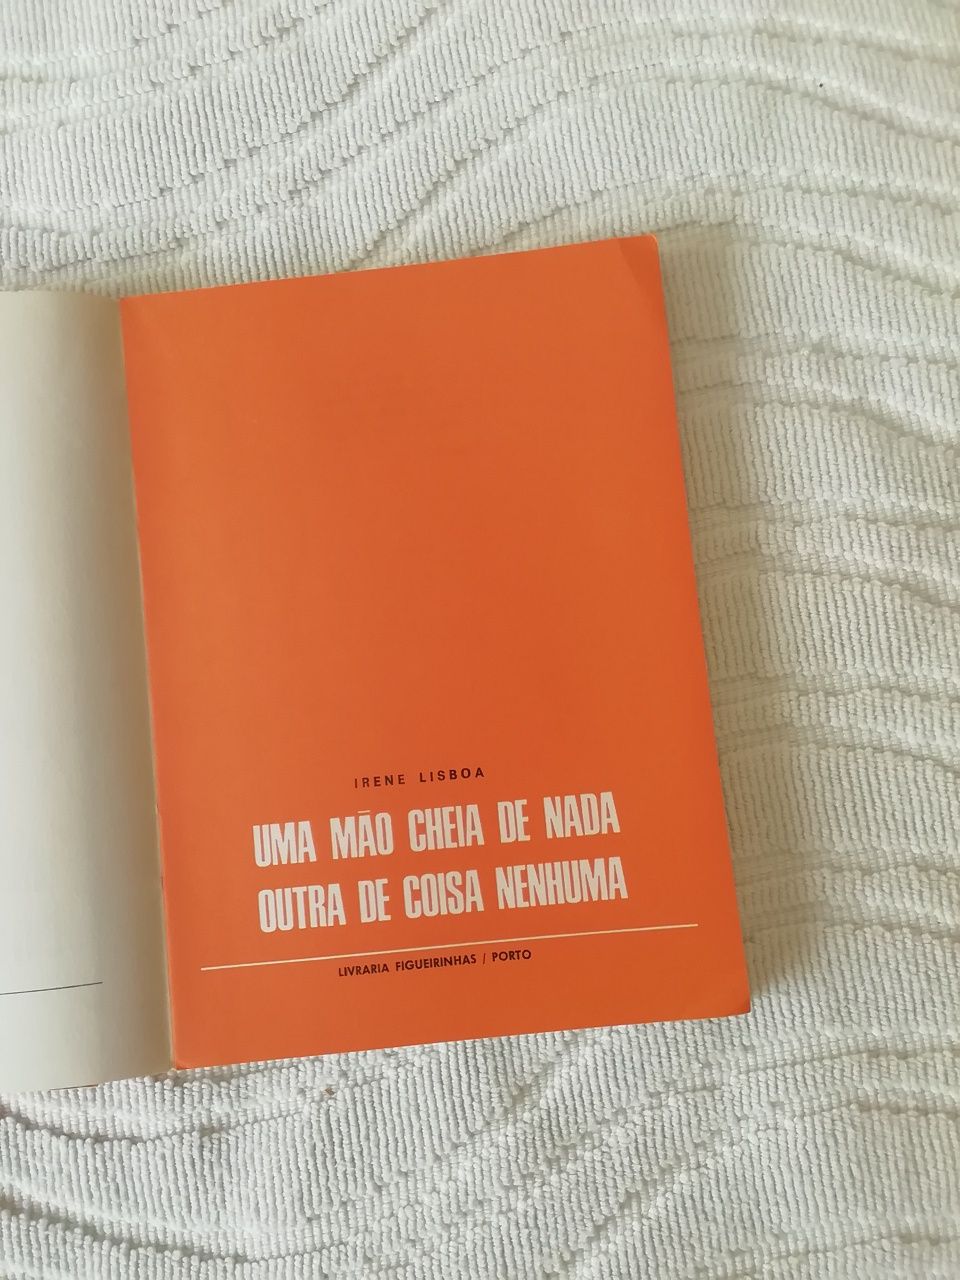 IRENE LISBOA
UMA MÃO CHEIA DE NADA
OUTRA DE COISA NENHUMA
LIVRARIA FIGUEIRINHAS / PORTO